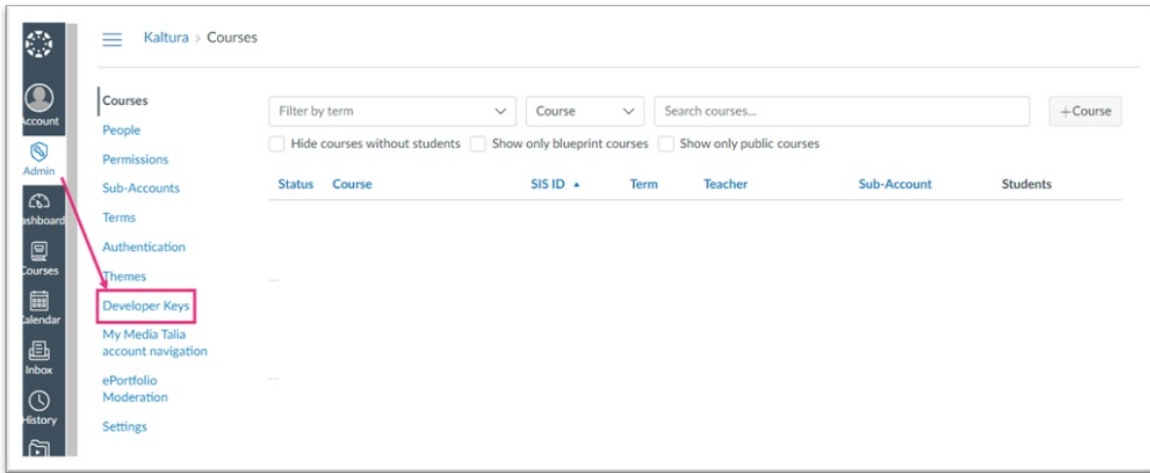 Kaltura > Courses
ccount
Admin
ashboard
Courses
Calendar
Inbox
History
Courses
People
Permissions
Sub-Accounts
Terms
Authentication
Themes
Developer Keys
My Media Talia
account navigation
ePortfolio
Moderation
Settings
Filter by term
Course
Search courses...
+Course
Hide courses without students
Show only blueprint courses
Show only public courses
Status Course SIS ID ▲ Term Teacher Sub-Account Students